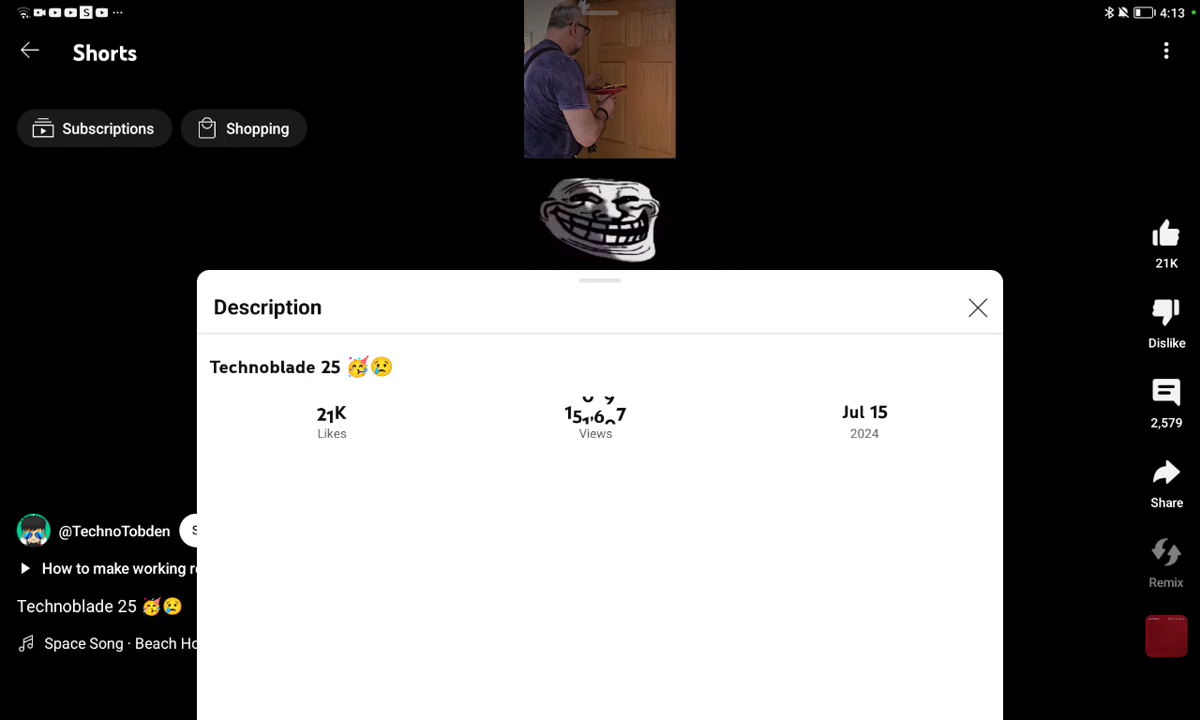 4:13
Shorts
Subscriptions
Shopping
21K
Description
Dislike
Technoblade 25 🥳😢
21K
Jul 15
Likes
Views
2024
2,579
Share
@TechnoTobden
S
How to make working r
Remix
Technoblade 25 🥳😢
Space Song · Beach Ho